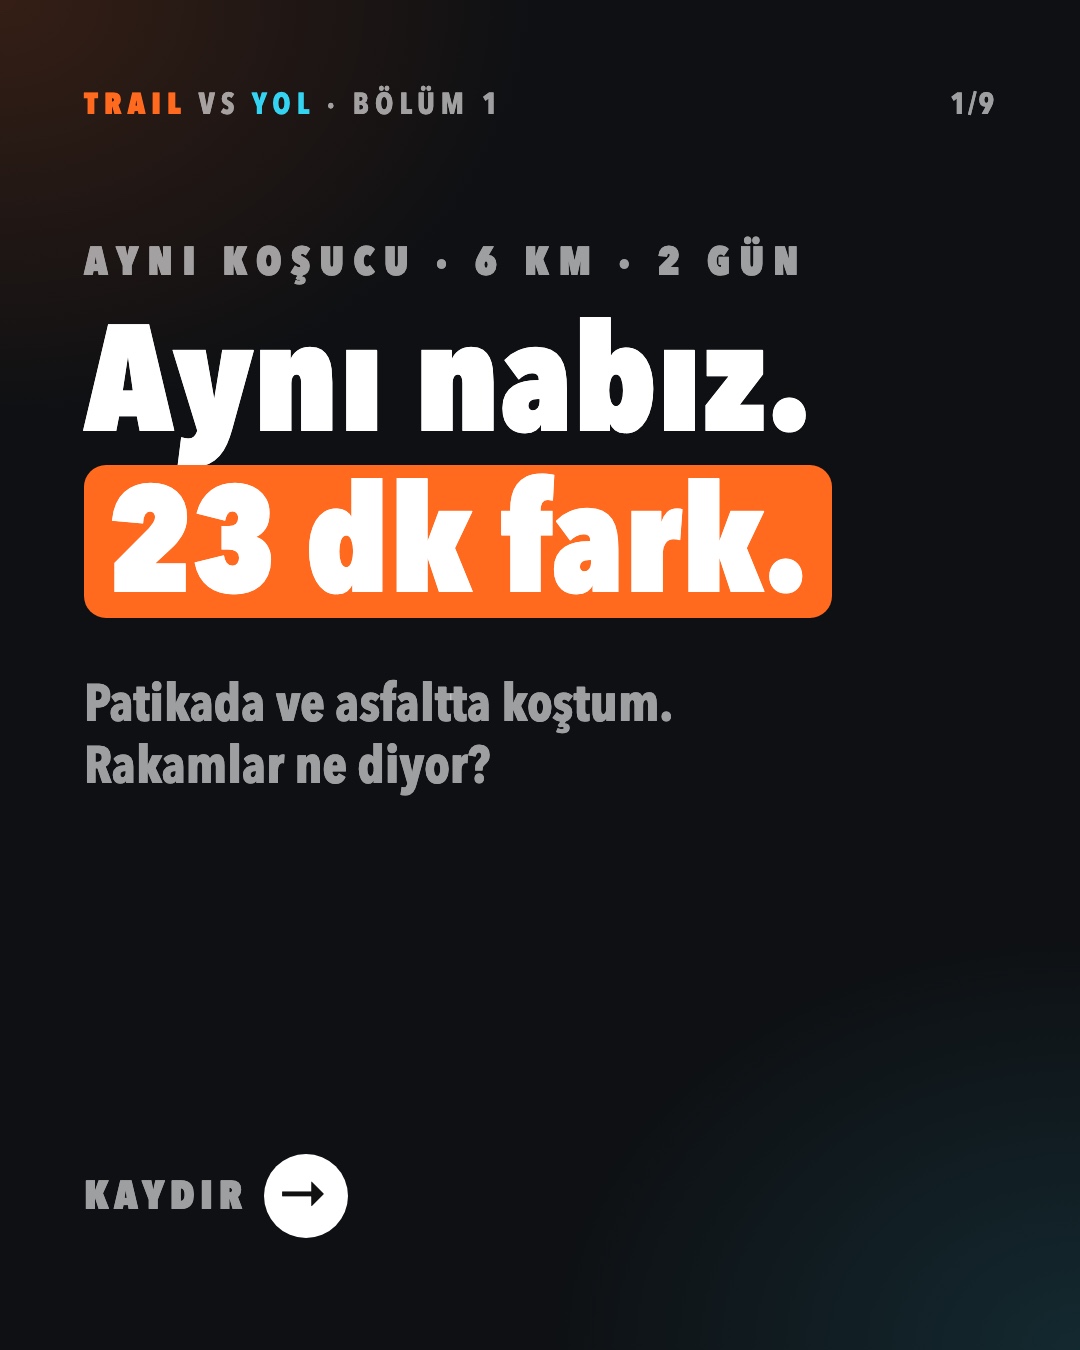 TRAIL VS YOL · BÖLÜM 1
1/9
AYNI KOŞUCU · 6 KM · 2 GÜN
Aynı nabız.
23 dk fark.
Patikada ve asfaltta koştum.
Rakamlar ne diyor?
KAYDIR →